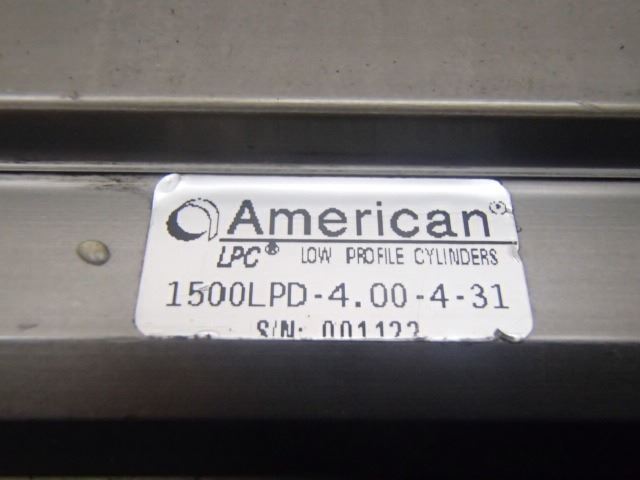 American®
LPC® LOW PROFILE CYLINDERS
1500LPD-4.00-4-31
S/N: 001122